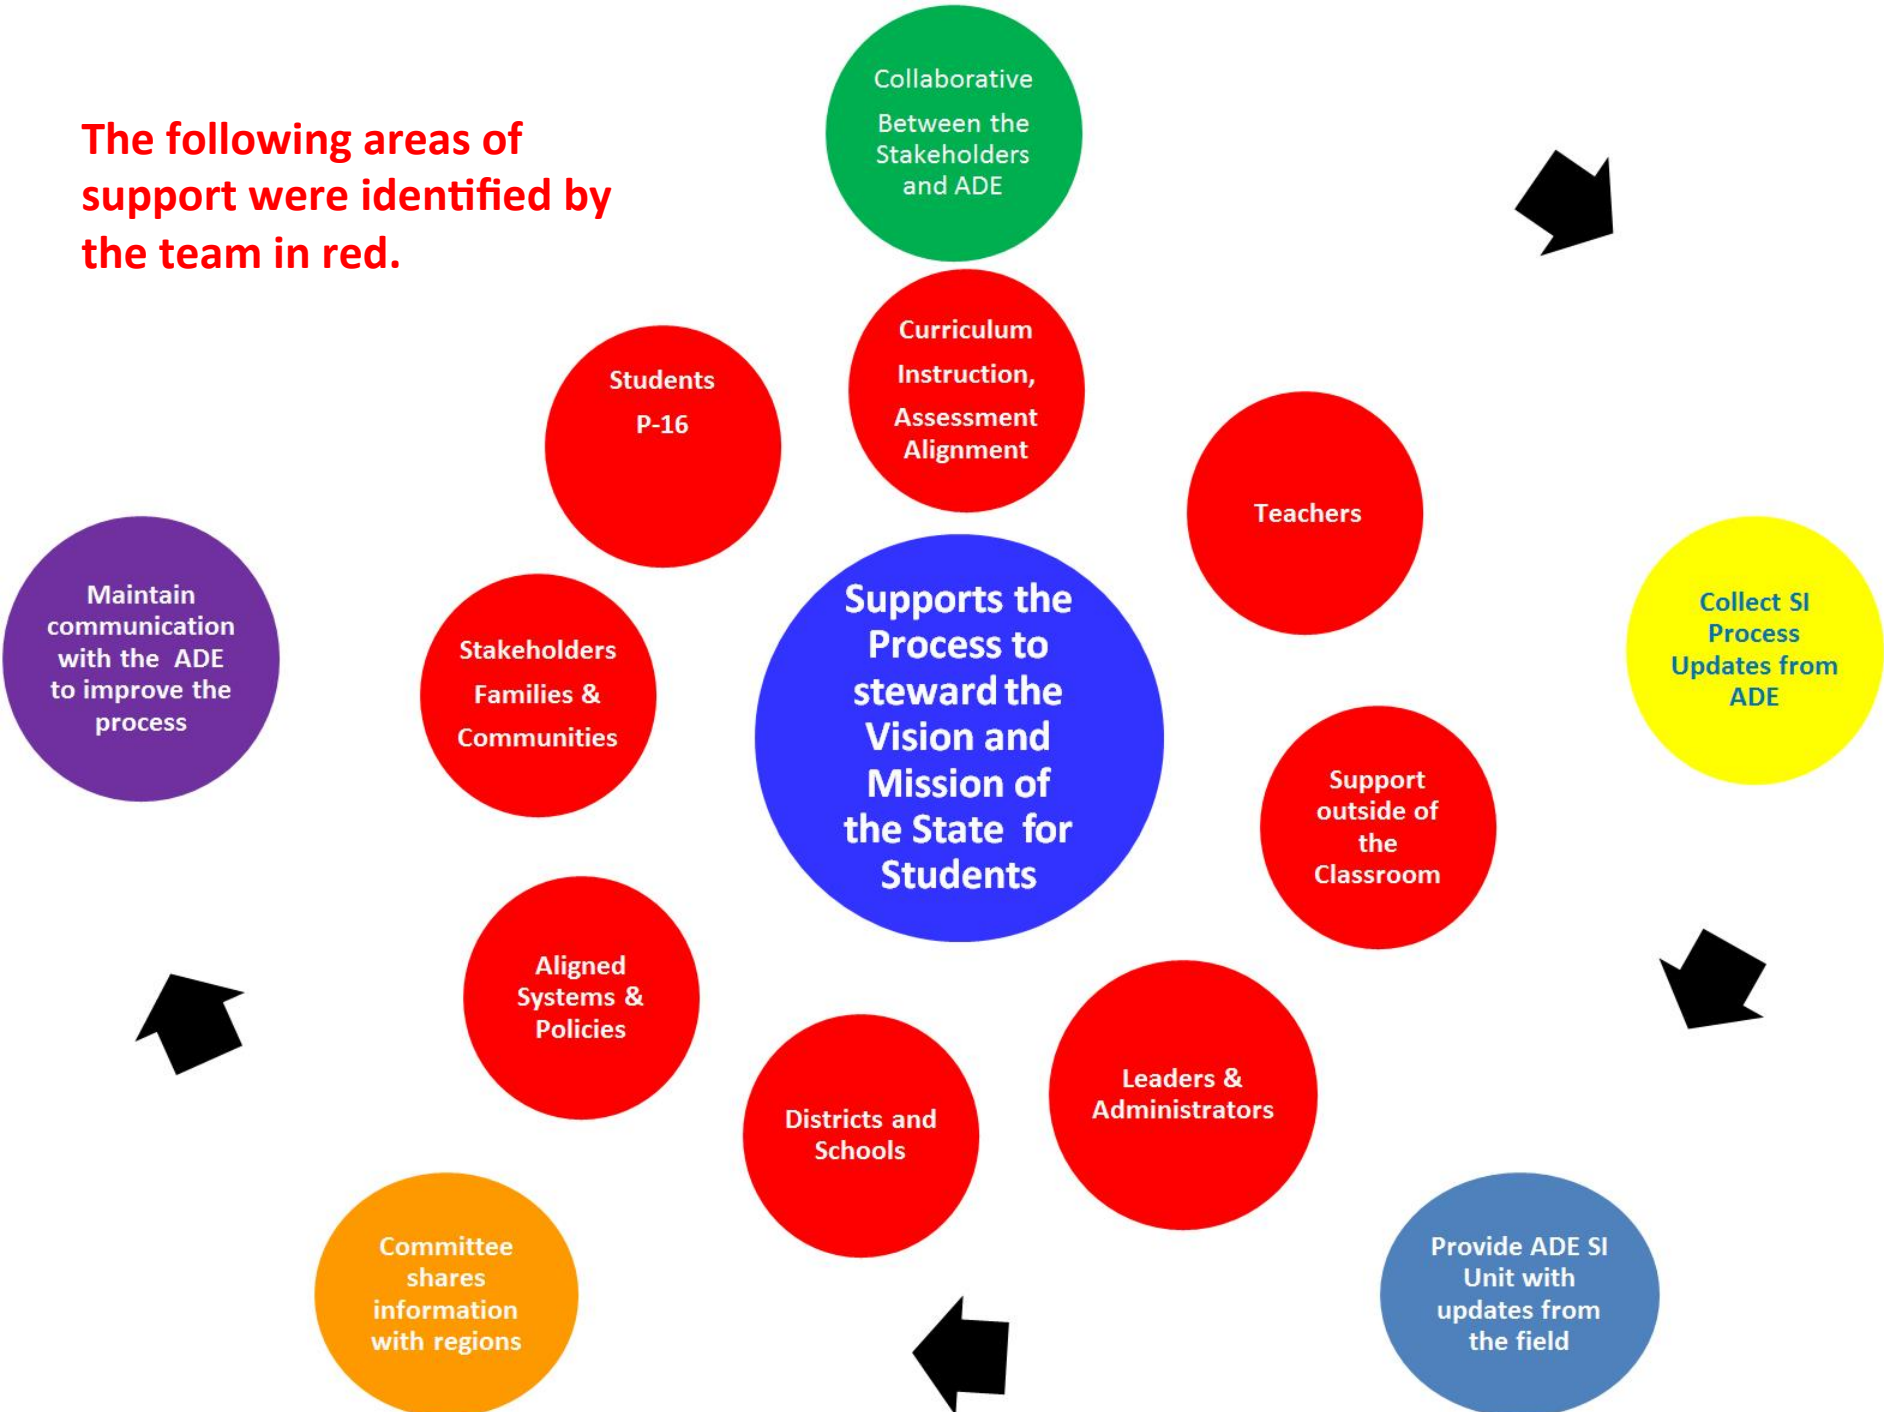 The following areas of
support were identified by
the team in red.
Collaborative
Between the
Stakeholders
and ADE
Curriculum
Instruction,
Assessment
Alignment
Students
P-16
Teachers
Maintain
communication
with the ADE
to improve the
process
Stakeholders
Families &
Communities
Supports the
Process to
steward the
Vision and
Mission of
the State for
Students
Collect SI
Process
Updates from
ADE
Support
outside of
the
Classroom
Aligned
Systems &
Policies
Districts and
Schools
Leaders &
Administrators
Committee
shares
information
with regions
Provide ADE SI
Unit with
updates from
the field